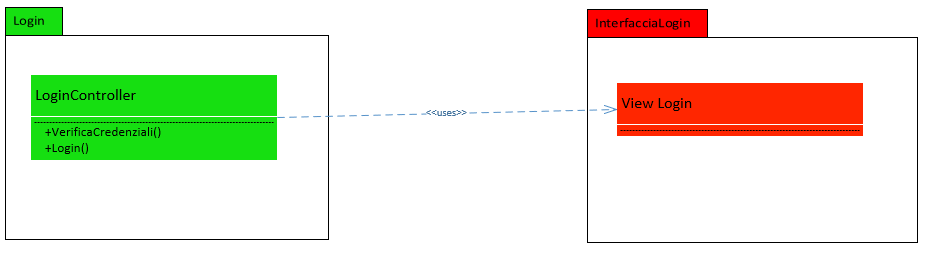 Login
InterfacciaLogin
LoginController
View Login
<<uses>>
+VerificaCredenziali()
+Login()